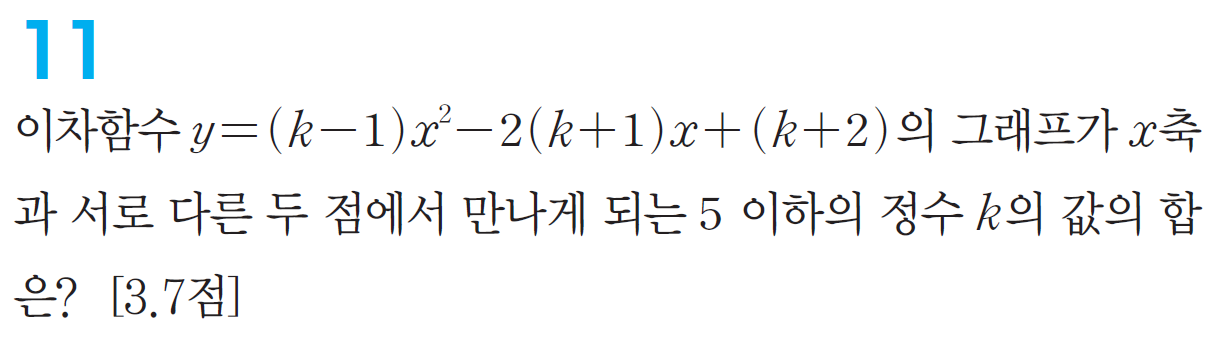 11
이차함수 y=(k-1)x²-2(k+1)x+(k+2)의 그래프가 x축
과 서로 다른 두 점에서 만나게 되는 5 이하의 정수 k의 값의 합
은? [3.7점]